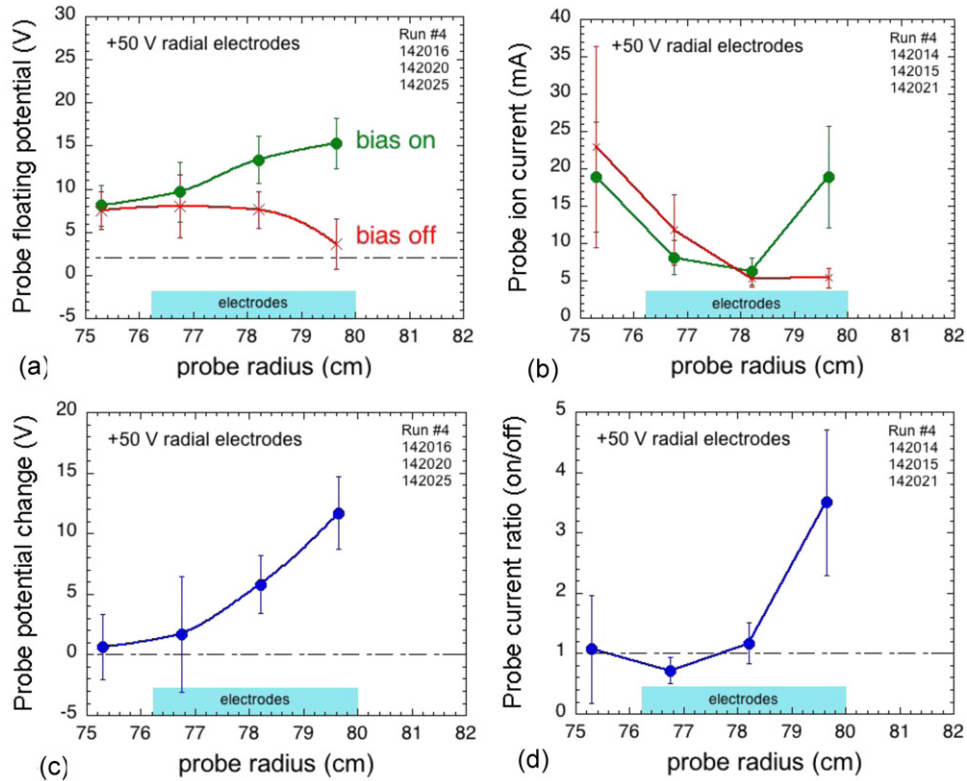 (a)
Probe floating potential (V)
30
25
20
15
10
5
0
-5
+50 V radial electrodes
Run #4
142016
142020
142025
bias on
bias off
electrodes
75 76 77 78 79 80 81 82
probe radius (cm)
(b)
Probe ion current (mA)
40
35
30
25
20
15
10
5
0
+50 V radial electrodes
Run #4
142014
142015
142021
electrodes
75 76 77 78 79 80 81 82
probe radius (cm)
(c)
Probe potential change (V)
20
15
10
5
0
-5
+50 V radial electrodes
Run #4
142016
142020
142025
electrodes
75 76 77 78 79 80 81 82
probe radius (cm)
(d)
Probe current ratio (on/off)
5
4
3
2
1
0
+50 V radial electrodes
Run #4
142014
142015
142021
electrodes
75 76 77 78 79 80 81 82
probe radius (cm)